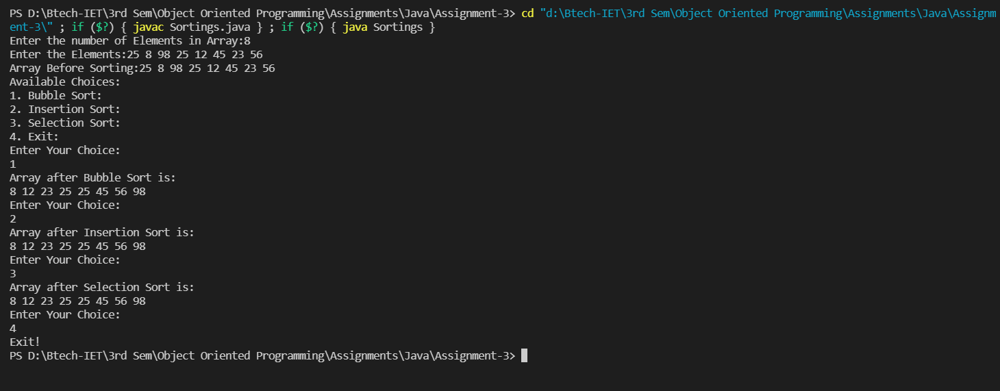 PS D:\Btech-IET\3rd Sem\Object Oriented Programming\Assignments\Java\Assignment-3> cd "d:\Btech-IET\3rd Sem\Object Oriented Programming\Assignments\Java\Assignm
ent-3\" ; if ($?) { javac Sortings.java } ; if ($?) { java Sortings }
Enter the number of Elements in Array:8
Enter the Elements:25 8 98 25 12 45 23 56
Array Before Sorting:25 8 98 25 12 45 23 56
Available Choices:
1. Bubble Sort:
2. Insertion Sort:
3. Selection Sort:
4. Exit:
Enter Your Choice:
1
Array after Bubble Sort is:
8 12 23 25 25 45 56 98
Enter Your Choice:
2
Array after Insertion Sort is:
8 12 23 25 25 45 56 98
Enter Your Choice:
3
Array after Selection Sort is:
8 12 23 25 25 45 56 98
Enter Your Choice:
4
Exit!
PS D:\Btech-IET\3rd Sem\Object Oriented Programming\Assignments\Java\Assignment-3>